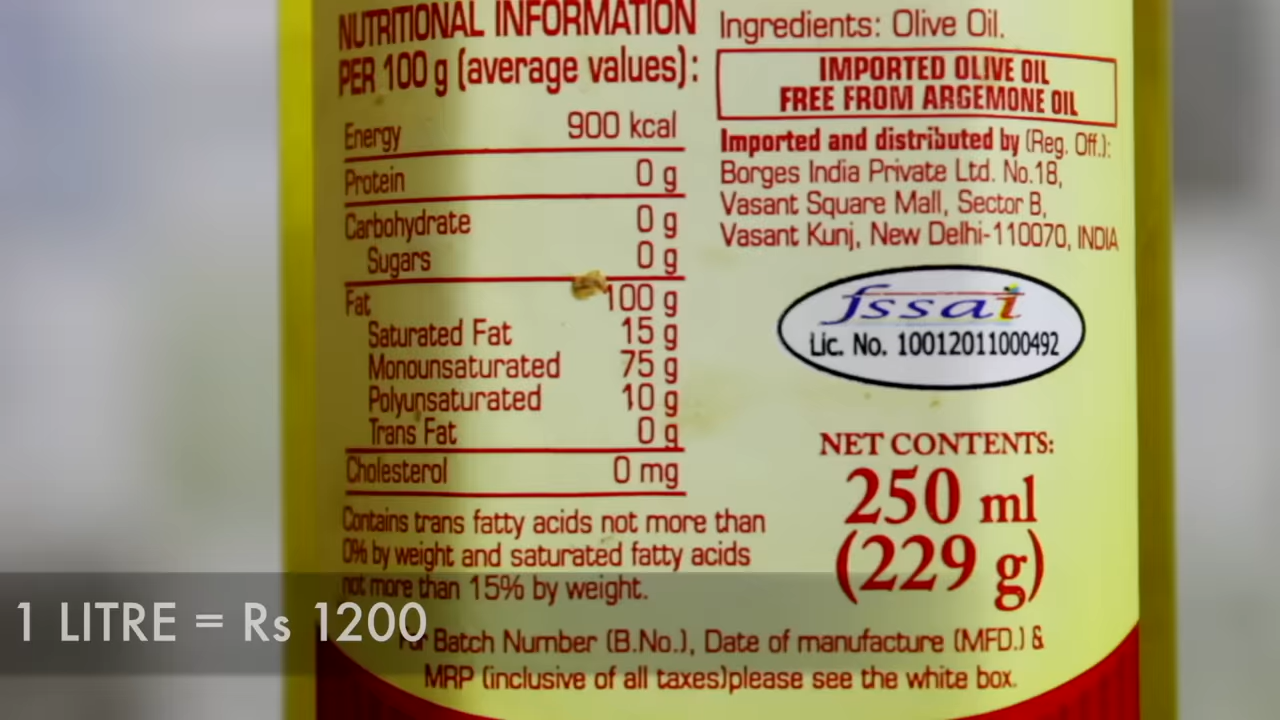 NUTRITIONAL INFORMATION
PER 100 g (average values):
Energy 900 kcal
Protein 0 g
Carbohydrate 0 g
Sugars 0 g
Fat 100 g
Saturated Fat 15 g
Monounsaturated 75 g
Polyunsaturated 10 g
Trans Fat 0 g
Cholesterol 0 mg
Contains trans fatty acids not more than
0% by weight and saturated fatty acids
not more than 15% by weight.
Ingredients: Olive Oil.
IMPORTED OLIVE OIL
FREE FROM ARGEMONE OIL
Imported and distributed by (Reg. Off.):
Borges India Private Ltd. No.18,
Vasant Square Mall, Sector B,
Vasant Kunj, New Delhi-110070, INDIA
fssai
Lic. No. 10012011000492
NET CONTENTS:
250 ml
(229 g)
For Batch Number (B.No.), Date of manufacture (MFD.) &
MRP (inclusive of all taxes)please see the white box.
1 LITRE = Rs 1200